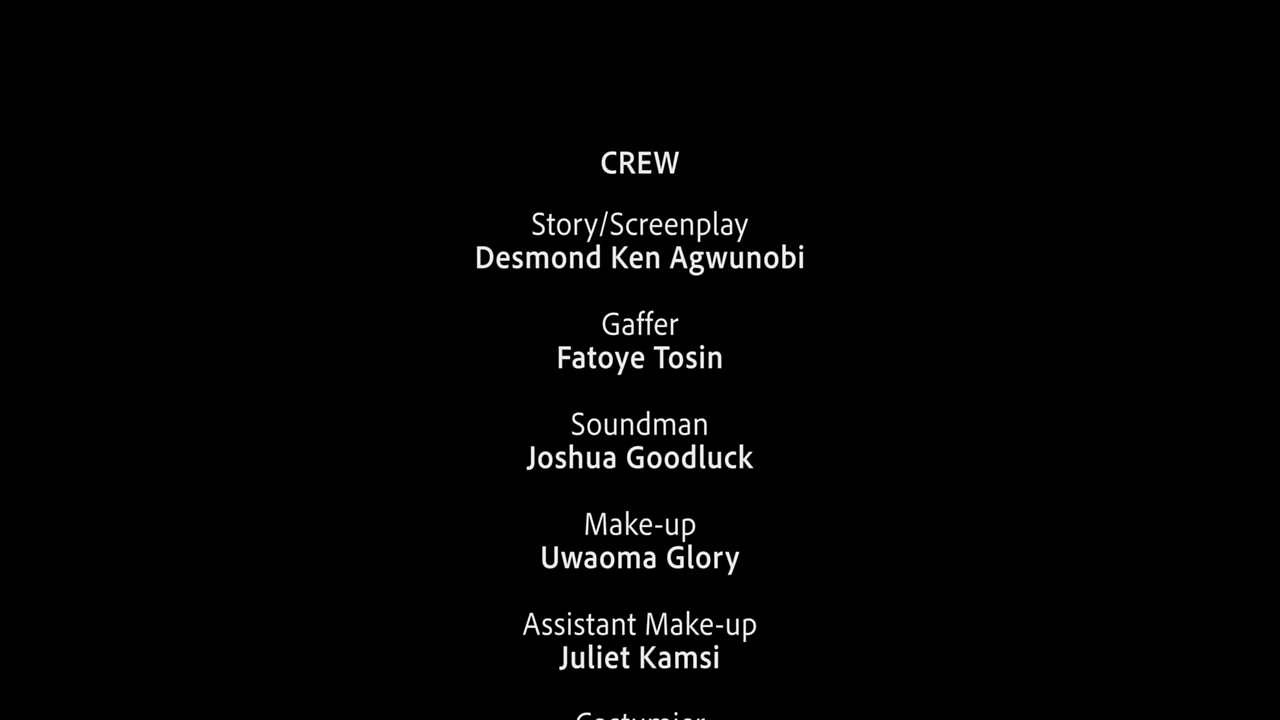 CREW
Story/Screenplay
Desmond Ken Agwunobi
Gaffer
Fatoye Tosin
Soundman
Joshua Goodluck
Make-up
Uwaoma Glory
Assistant Make-up
Juliet Kamsi
Costumier